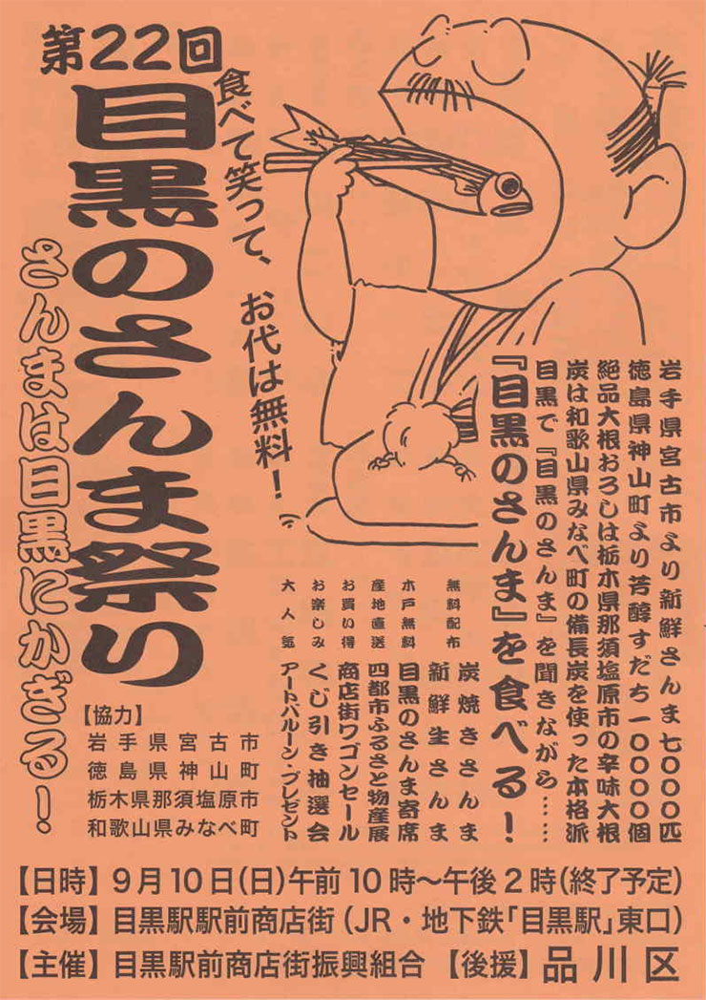 第22回
目黒のさんま祭り
さんまは目黒にかぎる！
食べて笑って、お代は無料！
岩手県宮古市より新鮮さんま七〇〇〇匹
徳島県神山町より芳醇すだち一〇〇〇〇個
絶品大根おろしは栃木県那須塩原市の辛味大根
炭は和歌山県みなべ町の備長炭を使った本格派
目黒で『目黒のさんま』を聞きながら……
『目黒のさんま』を食べる！
無料配布 炭焼きさんま
新鮮生さんま
木戸無料 目黒のさんま寄席
産地直送 四都市ふるさと物産展
お買い得 商店街ワゴンセール
お楽しみ くじ引き抽選会
大人気 アートバルーン・プレゼント
【協力】
岩手県宮古市
徳島県神山町
栃木県那須塩原市
和歌山県みなべ町
【日時】9月10日(日)午前10時～午後2時(終了予定)
【会場】目黒駅駅前商店街（JR・地下鉄「目黒駅」東口）
【主催】目黒駅前商店街振興組合 【後援】品川区